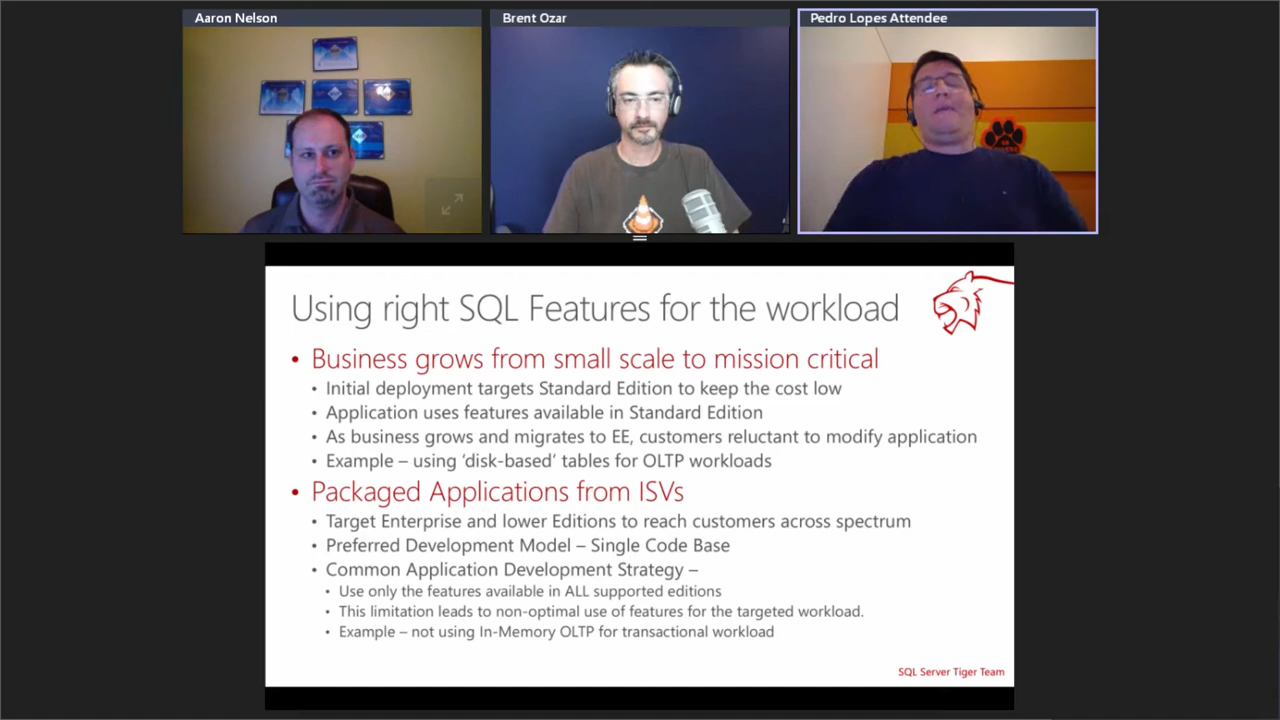 Aaron Nelson
Brent Ozar
Pedro Lopes Attendee
Using right SQL Features for the workload
• Business grows from small scale to mission critical
• Initial deployment targets Standard Edition to keep the cost low
• Application uses features available in Standard Edition
• As business grows and migrates to EE, customers reluctant to modify application
• Example – using ‘disk-based’ tables for OLTP workloads
• Packaged Applications from ISVs
• Target Enterprise and lower Editions to reach customers across spectrum
• Preferred Development Model – Single Code Base
• Common Application Development Strategy –
• Use only the features available in ALL supported editions
• This limitation leads to non-optimal use of features for the targeted workload.
• Example – not using In-Memory OLTP for transactional workload
SQL Server Tiger Team